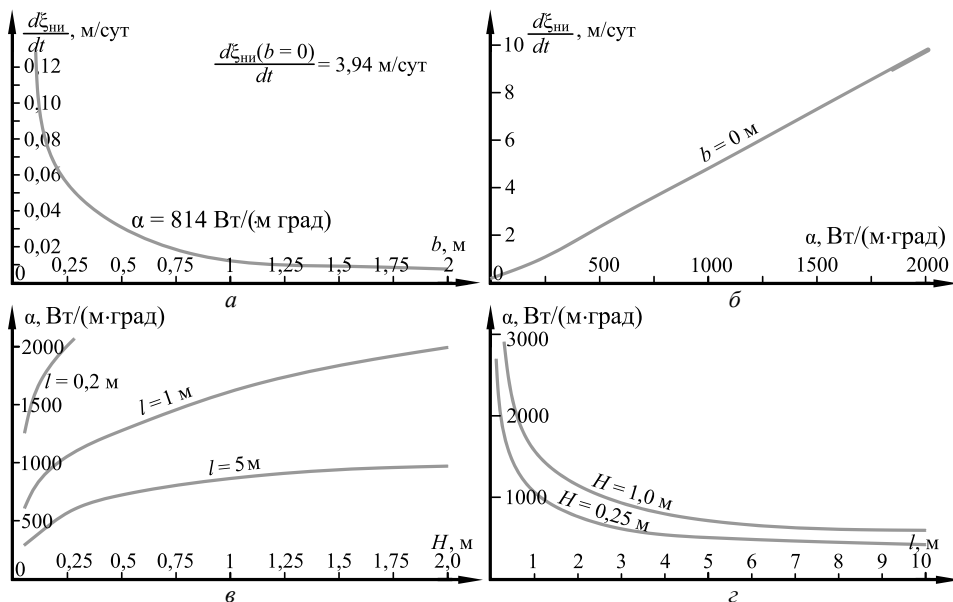 dξни/dt, м/сут
0,12
0,10
0,08
0,06
0,04
0,02
0
dξни(b = 0)/dt = 3,94 м/сут
α = 814 Вт/(м град)
b, м
0,25 0,5 0,75 1 1,25 1,5 1,75 2
а
dξни/dt, м/сут
10
8
6
4
2
0
b = 0 м
α, Вт/(м·град)
500 1000 1500 2000
б
α, Вт/(м·град)
2000
1500
1000
500
0
l = 0,2 м
l = 1 м
l = 5 м
H, м
0,25 0,5 0,75 1 1,25 1,5 1,75 2,0
в
α, Вт/(м·град)
3000
2000
1000
0
H = 1,0 м
H = 0,25 м
l, м
1 2 3 4 5 6 7 8 9 10
г